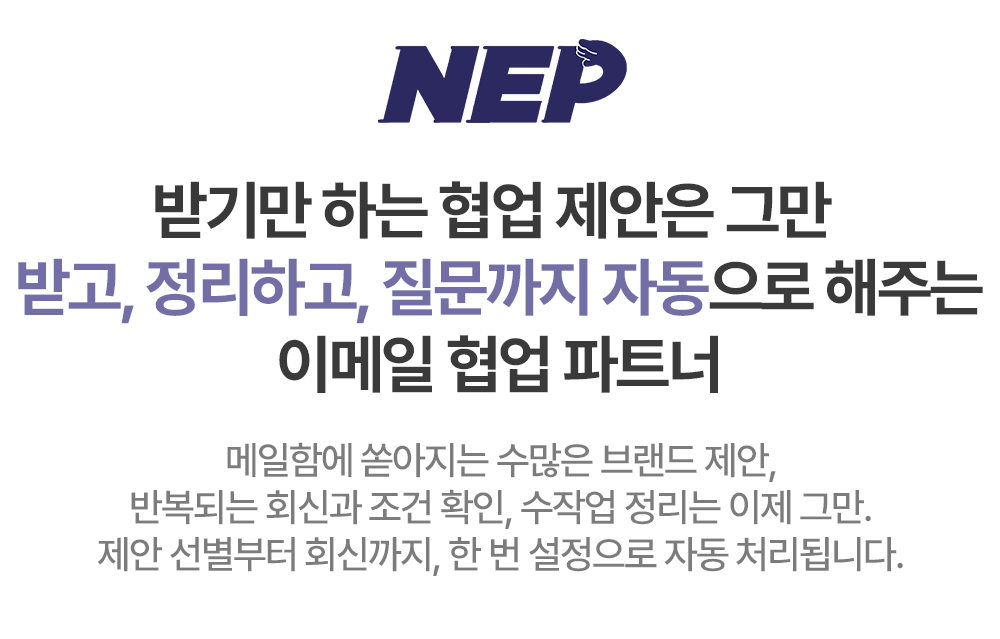 NEP
받기만 하는 협업 제안은 그만
받고, 정리하고, 질문까지 자동으로 해주는
이메일 협업 파트너
메일함에 쏟아지는 수많은 브랜드 제안,
반복되는 회신과 조건 확인, 수작업 정리는 이제 그만.
제안 선별부터 회신까지, 한 번 설정으로 자동 처리됩니다.